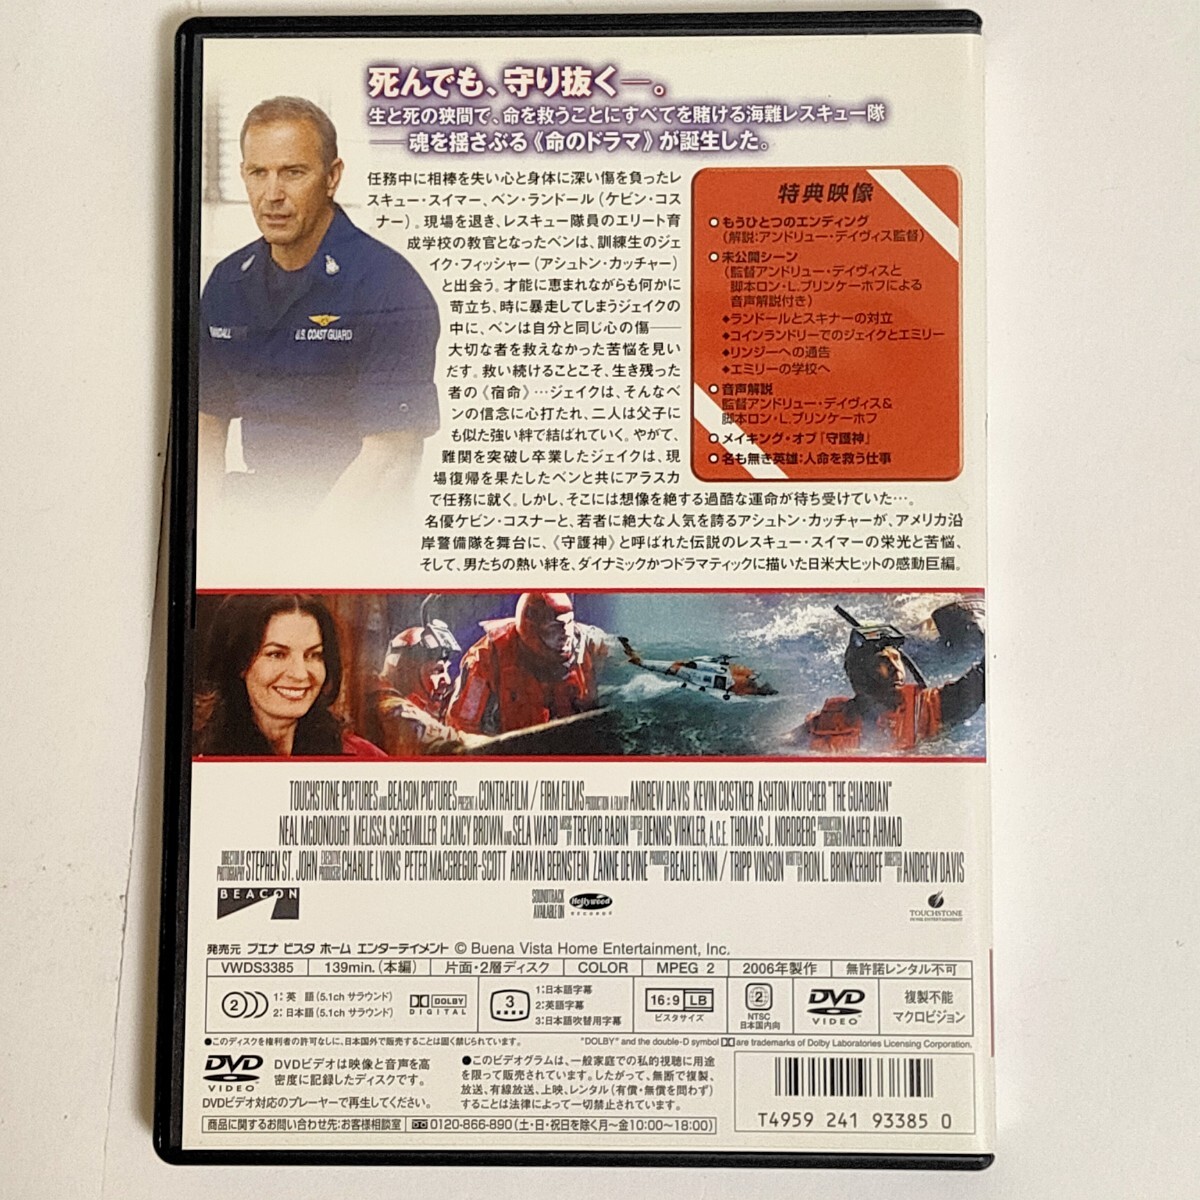 死んでも、守り抜く―。
生と死の狭間で、命を救うことにすべてを賭ける海難レスキュー隊
――魂を揺さぶる《命のドラマ》が誕生した。
任務中に相棒を失い心と身体に深い傷を負ったレ
スキュー・スイマー、ベン・ランドール(ケビン・コス
ナー)。現場を退き、レスキュー隊員のエリート育
成学校の教官となったベンは、訓練生のジェ
イク・フィッシャー(アシュトン・カッチャー)
と出会う。才能に恵まれながらも何かに
苛立ち、時に暴走してしまうジェイクの
中に、ベンは自分と同じ心の傷――
大切な者を救えなかった苦悩を見い
だす。救い続けることこそ、生き残った
者の《宿命》…ジェイクは、そんなベ
ンの信念に心打たれ、二人は父子に
も似た強い絆で結ばれていく。やがて、
難関を突破し卒業したジェイクは、現
場復帰を果たしたベンと共にアラスカ
で任務に就く。しかし、そこには想像を絶する過酷な運命が待ち受けていた…。
名優ケビン・コスナーと、若者に絶大な人気を誇るアシュトン・カッチャーが、アメリカ沿
岸警備隊を舞台に、《守護神》と呼ばれた伝説のレスキュー・スイマーの栄光と苦悩、
そして、男たちの熱い絆を、ダイナミックかつドラマティックに描いた日米大ヒットの感動巨編。
特典映像
もうひとつのエンディング
(解説:アンドリュー・デイヴィス監督)
未公開シーン
(監督アンドリュー・デイヴィスと
脚本ロン・L.ブリンケーホフによる
音声解説付き)
◆ランドールとスキナーの対立
◆コインランドリーでのジェイクとエミリー
◆リンジーへの通告
◆エミリーの学校へ
音声解説
監督アンドリュー・デイヴィス&
脚本ロン・L.ブリンケーホフ
メイキング・オブ『守護神』
名も無き英雄:人命を救う仕事
U.S. COAST GUARD
TOUCHSTONE PICTURES AND BEACON PICTURES PRESENT A CONTRAFILM / FIRM FILMS PRODUCTION A FILM BY ANDREW DAVIS KEVIN COSTNER ASHTON KUTCHER "THE GUARDIAN"
NEAL McDONOUGH MELISSA SAGEMILLER CLANCY BROWN AND SELA WARD MUSIC BY TREVOR RABIN EDITED BY DENNIS VIRKLER, A.C.E. THOMAS J. NORDBERG PRODUCTION DESIGNER MAHER AHMAD
DIRECTOR OF PHOTOGRAPHY STEPHEN ST. JOHN EXECUTIVE PRODUCERS CHARLIE LYONS PETER MACGREGOR-SCOTT ARMYAN BERNSTEIN ZANNE DEVINE PRODUCED BY BEAU FLYNN / TRIPP VINSON WRITTEN BY RON L. BRINKERHOFF DIRECTED BY ANDREW DAVIS
BEACON
SOUNDTRACK AVAILABLE ON
Hollywood RECORDS
TOUCHSTONE
HOME ENTERTAINMENT
発売元 ブエナ ビスタ ホーム エンターテイメント © Buena Vista Home Entertainment, Inc.
VWDS3385 139min.(本編) 片面・2層ディスク COLOR MPEG 2 2006年製作 無許諾レンタル不可
2
1:英 語(5.1ch サラウンド)
2:日本語(5.1ch サラウンド)
DOLBY DIGITAL
3
1:日本語字幕
2:英語字幕
3:日本語吹替用字幕
16:9 LB
ビスタサイズ
2
NTSC
日本国内向
DVD VIDEO
複製不能
マクロビジョン
●このディスクを権利者の許可なしに、日本国外で販売することは固く禁じられています。
"DOLBY" and the double-D symbol are trademarks of Dolby Laboratories Licensing Corporation.
DVD VIDEO
DVDビデオは映像と音声を高
密度に記録したディスクです。
DVDビデオ対応のプレーヤーで再生してください。
●このビデオグラムは、一般家庭での私的視聴に用途
を限って販売されています。したがって、無断で複製、
放送、有線放送、上映、レンタル(有償・無償を問わず)
することは法律によって一切禁止されています。
商品に関するお問い合わせ先:お客様相談室 0120-866-890(土・日・祝日を除く月～金10:00～18:00)
T4959 241 93385 0